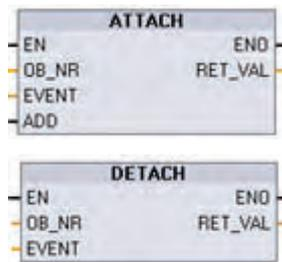 ATTACH
EN ENO
OB_NR RET_VAL
EVENT
ADD
DETACH
EN ENO
OB_NR RET_VAL
EVENT